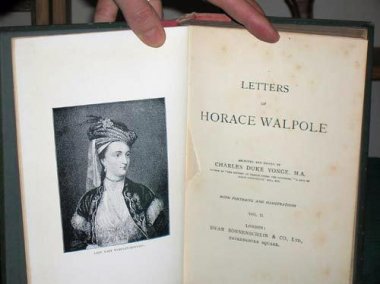 LETTERS
OF
HORACE WALPOLE
SELECTED AND EDITED BY
CHARLES DUKE YONGE, M.A.
WITH PORTRAITS AND ILLUSTRATIONS
VOL. II.
LONDON:
SWAN SONNENSCHEIN & CO., LTD.,
PATERNOSTER SQUARE.